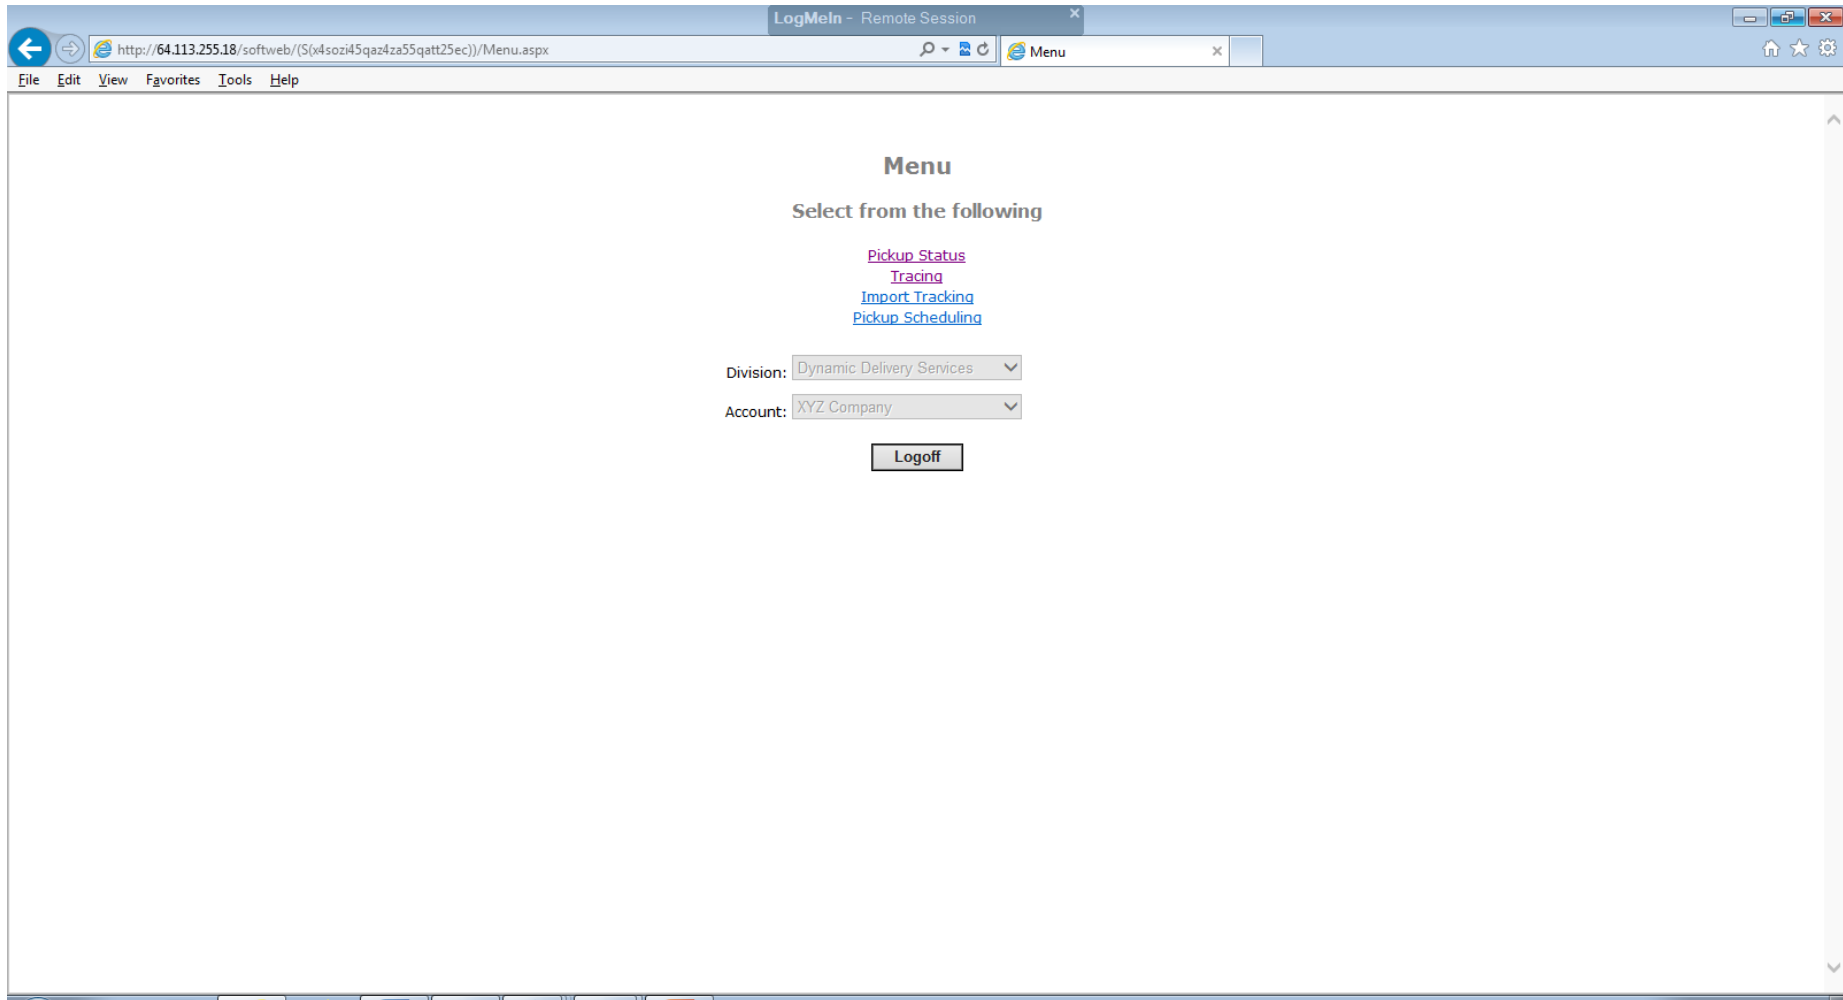 LogMeIn - Remote Session
http://64.113.255.18/softweb/(S(x4sozi45qaz4za55qatt25ec))/Menu.aspx
Menu
File Edit View Favorites Tools Help
Menu
Select from the following
Pickup Status
Tracing
Import Tracking
Pickup Scheduling
Division: Dynamic Delivery Services
Account: XYZ Company
Logoff